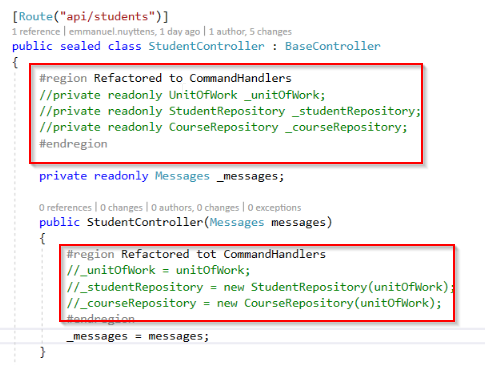 [Route("api/students")]
1 reference | emmanuel.nuyttens, 1 day ago | 1 author, 5 changes
public sealed class StudentController : BaseController
{
#region Refactored to CommandHandlers
//private readonly UnitOfWork _unitOfWork;
//private readonly StudentRepository _studentRepository;
//private readonly CourseRepository _courseRepository;
#endregion
private readonly Messages _messages;
0 references | 0 changes | 0 authors, 0 changes | 0 exceptions
public StudentController(Messages messages)
{
#region Refactored tot CommandHandlers
//_unitOfWork = unitOfWork;
//_studentRepository = new StudentRepository(unitOfWork);
//_courseRepository = new CourseRepository(unitOfWork);
#endregion
_messages = messages;
}